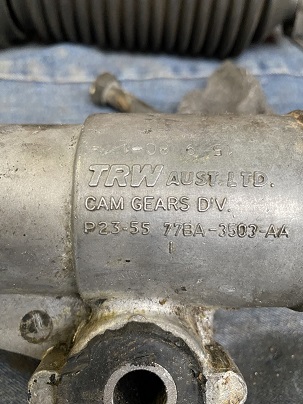 TRW AUST. LTD.
CAM GEARS DIV.
P23-55 77BA-3503-AA